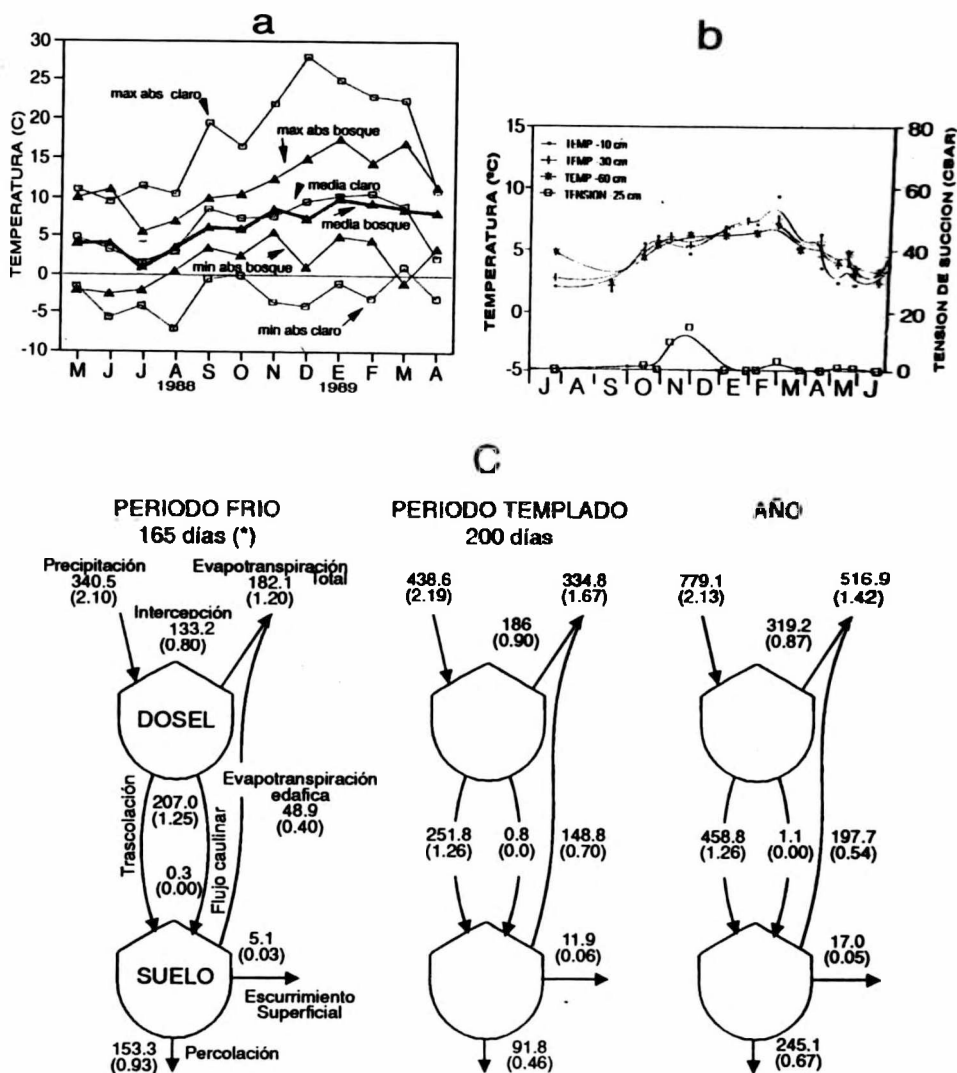 a
30
25
20
15
10
5
0
-5
-10
TEMPERATURA (C)
max abs claro
max abs bosque
media claro
media bosque
min abs bosque
min abs claro
M J J A S O N D E F M A
1988 1989
b
15
10
5
0
-5
TEMPERATURA (ºC)
TEMP -10 cm
TEMP -30 cm
TEMP -60 cm
TENSION -25 cm
80
60
40
20
0
TENSION DE SUCCION (CBAR)
J A S O N D E F M A M J
C
PERIODO FRIO
165 días (*)
Precipitación
340.5
(2.10)
Evapotranspiración
Total
182.1
(1.20)
Intercepción
133.2
(0.80)
DOSEL
Trascolación
207.0
(1.25)
0.3
(0.00)
Flujo caulinar
Evapotranspiración
edafica
48.9
(0.40)
SUELO
5.1
(0.03)
Escurrimiento
Superficial
153.3
(0.93)
Percolación
PERIODO TEMPLADO
200 días
438.6
(2.19)
334.8
(1.67)
186
(0.90)
251.8
(1.26)
0.8
(0.0)
148.8
(0.70)
11.9
(0.06)
91.8
(0.46)
AÑO
779.1
(2.13)
516.9
(1.42)
319.2
(0.87)
458.8
(1.26)
1.1
(0.00)
197.7
(0.54)
17.0
(0.05)
245.1
(0.67)